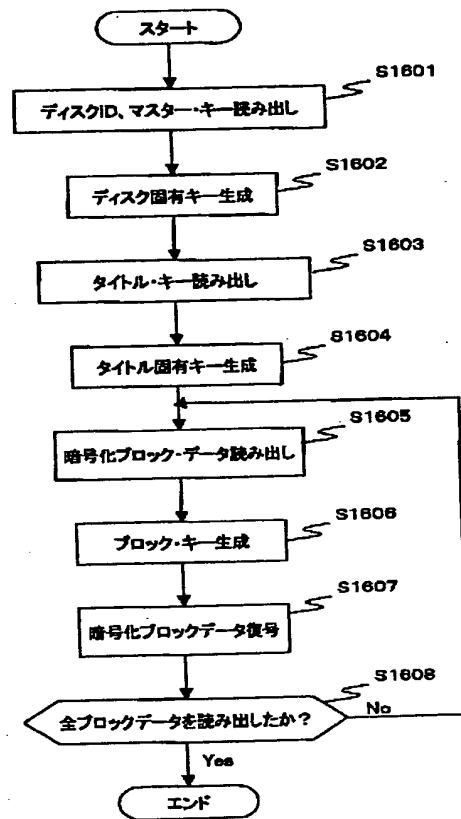 スタート
S1601
ディスクID、マスター・キー読み出し
S1602
ディスク固有キー生成
S1603
タイトル・キー読み出し
S1604
タイトル固有キー生成
S1605
暗号化ブロック・データ読み出し
S1606
ブロック・キー生成
S1607
暗号化ブロックデータ復号
S1608
全ブロックデータを読み出したか？
No
Yes
エンド